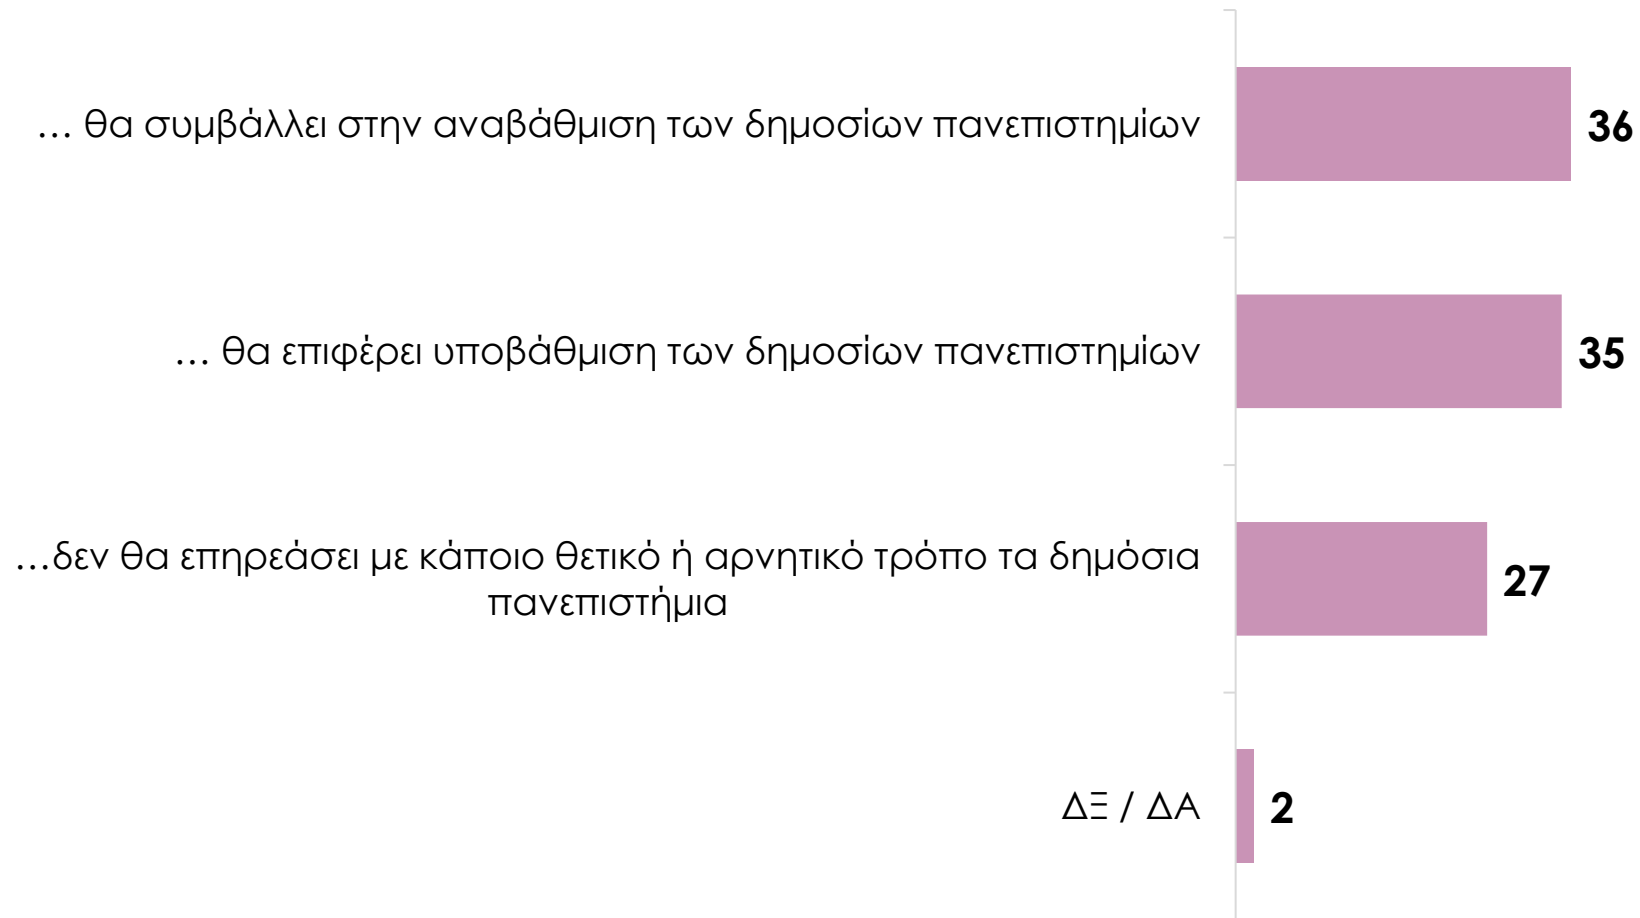 ... θα συμβάλλει στην αναβάθμιση των δημοσίων πανεπιστημίων
36
... θα επιφέρει υποβάθμιση των δημοσίων πανεπιστημίων
35
...δεν θα επηρεάσει με κάποιο θετικό ή αρνητικό τρόπο τα δημόσια
πανεπιστήμια
27
ΔΞ / ΔΑ
2